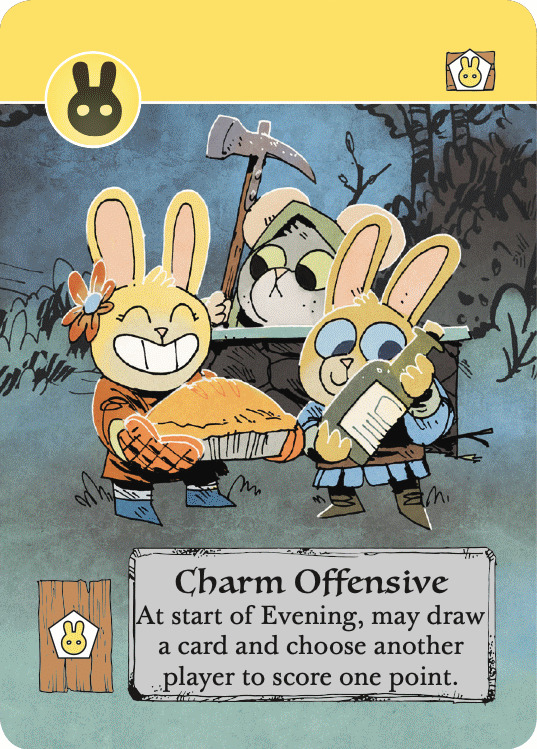 Charm Offensive
At start of Evening, may draw
a card and choose another
player to score one point.